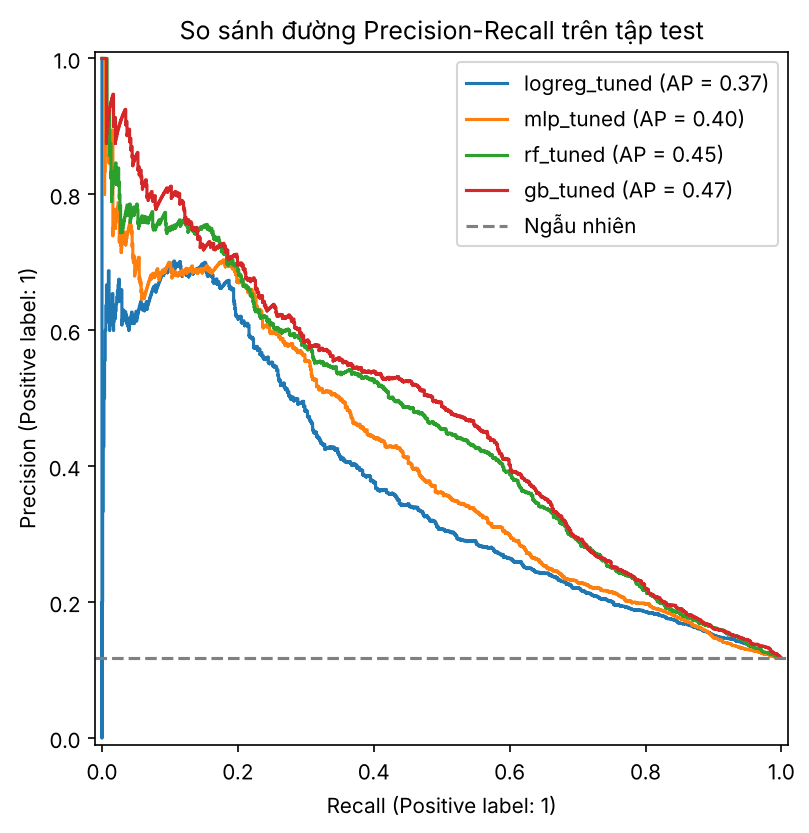 So sánh đường Precision-Recall trên tập test
logreg_tuned (AP = 0.37)
mlp_tuned (AP = 0.40)
rf_tuned (AP = 0.45)
gb_tuned (AP = 0.47)
Ngẫu nhiên
Precision (Positive label: 1)
1.0
0.8
0.6
0.4
0.2
0.0
0.0 0.2 0.4 0.6 0.8 1.0
Recall (Positive label: 1)